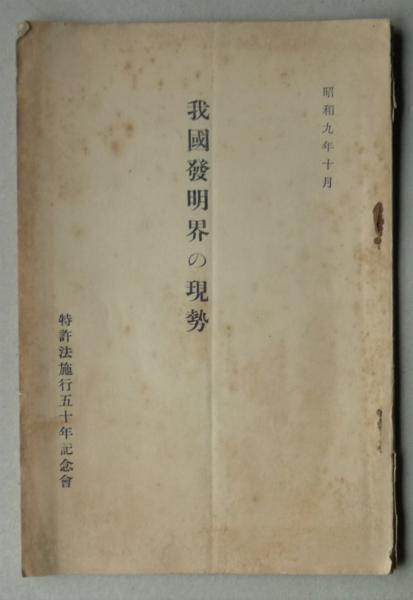 昭和九年十月
我國發明界の現勢
特許法施行五十年記念會